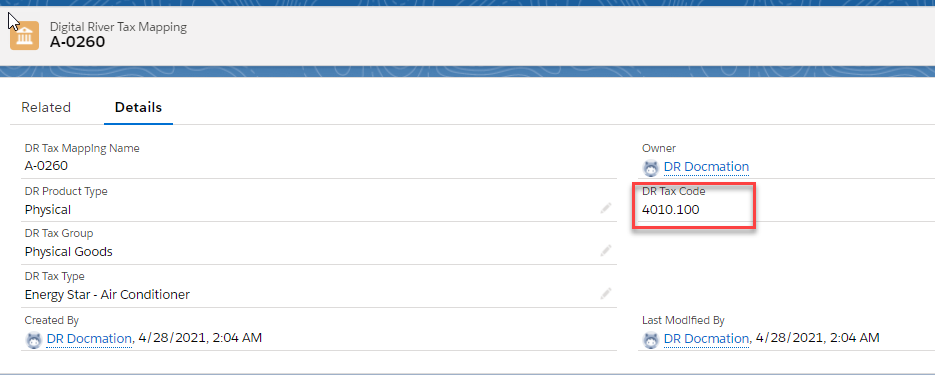 Digital River Tax Mapping
A-0260
Related
Details
DR Tax Mapping Name
A-0260
Owner
DR Docmation
DR Product Type
Physical
DR Tax Code
4010.100
DR Tax Group
Physical Goods
DR Tax Type
Energy Star - Air Conditioner
Created By
DR Docmation, 4/28/2021, 2:04 AM
Last Modified By
DR Docmation, 4/28/2021, 2:04 AM